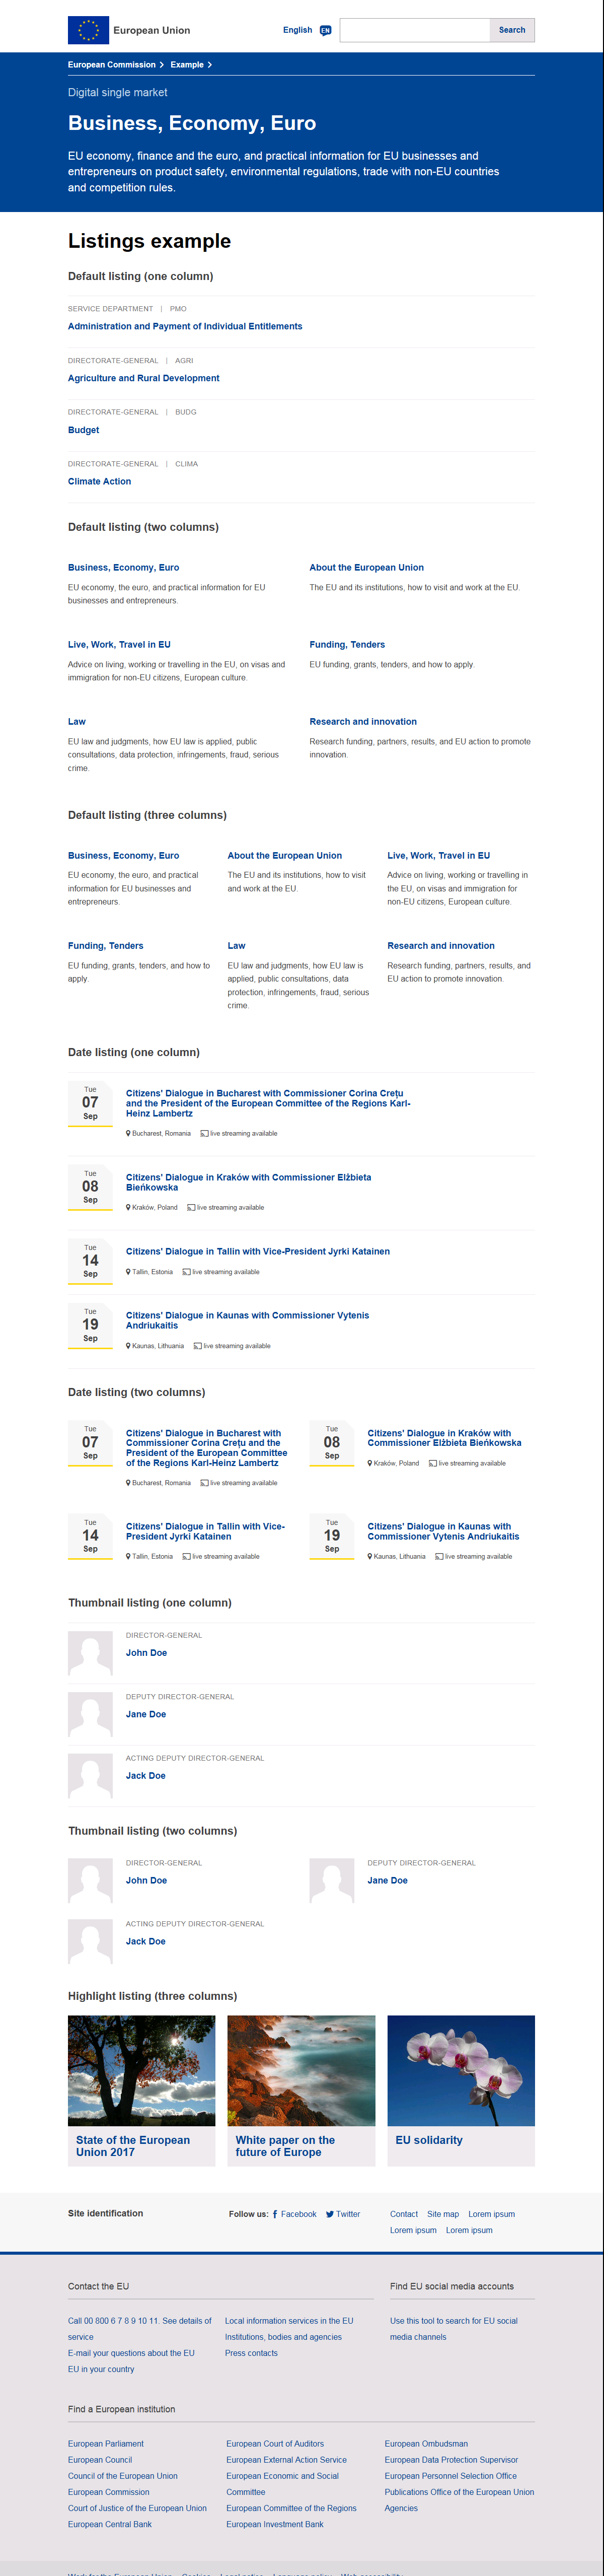 European Union
English EN Search
European Commission Example
Digital single market
Business, Economy, Euro
EU economy, finance and the euro, and practical information for EU businesses and
entrepreneurs on product safety, environmental regulations, trade with non-EU countries
and competition rules.
Listings example
Default listing (one column)
SERVICE DEPARTMENT | PMO
Administration and Payment of Individual Entitlements
DIRECTORATE-GENERAL | AGRI
Agriculture and Rural Development
DIRECTORATE-GENERAL | BUDG
Budget
DIRECTORATE-GENERAL | CLIMA
Climate Action
Default listing (two columns)
Business, Economy, Euro
EU economy, the euro, and practical information for EU
businesses and entrepreneurs.
About the European Union
The EU and its institutions, how to visit and work at the EU.
Live, Work, Travel in EU
Advice on living, working or travelling in the EU, on visas and
immigration for non-EU citizens, European culture.
Funding, Tenders
EU funding, grants, tenders, and how to apply.
Law
EU law and judgments, how EU law is applied, public
consultations, data protection, infringements, fraud, serious
crime.
Research and innovation
Research funding, partners, results, and EU action to promote
innovation.
Default listing (three columns)
Business, Economy, Euro
EU economy, the euro, and practical
information for EU businesses and
entrepreneurs.
About the European Union
The EU and its institutions, how to visit
and work at the EU.
Live, Work, Travel in EU
Advice on living, working or travelling in
the EU, on visas and immigration for
non-EU citizens, European culture.
Funding, Tenders
EU funding, grants, tenders, and how to
apply.
Law
EU law and judgments, how EU law is
applied, public consultations, data
protection, infringements, fraud, serious
crime.
Research and innovation
Research funding, partners, results, and
EU action to promote innovation.
Date listing (one column)
Tue
07
Sep
Citizens' Dialogue in Bucharest with Commissioner Corina Crețu
and the President of the European Committee of the Regions Karl-
Heinz Lambertz
Bucharest, Romania live streaming available
Tue
08
Sep
Citizens' Dialogue in Kraków with Commissioner Elżbieta
Bieńkowska
Kraków, Poland live streaming available
Tue
14
Sep
Citizens' Dialogue in Tallin with Vice-President Jyrki Katainen
Tallin, Estonia live streaming available
Tue
19
Sep
Citizens' Dialogue in Kaunas with Commissioner Vytenis
Andriukaitis
Kaunas, Lithuania live streaming available
Date listing (two columns)
Tue
07
Sep
Citizens' Dialogue in Bucharest with
Commissioner Corina Crețu and the
President of the European Committee
of the Regions Karl-Heinz Lambertz
Bucharest, Romania live streaming available
Tue
08
Sep
Citizens' Dialogue in Kraków with
Commissioner Elżbieta Bieńkowska
Kraków, Poland live streaming available
Tue
14
Sep
Citizens' Dialogue in Tallin with Vice-
President Jyrki Katainen
Tallin, Estonia live streaming available
Tue
19
Sep
Citizens' Dialogue in Kaunas with
Commissioner Vytenis Andriukaitis
Kaunas, Lithuania live streaming available
Thumbnail listing (one column)
DIRECTOR-GENERAL
John Doe
DEPUTY DIRECTOR-GENERAL
Jane Doe
ACTING DEPUTY DIRECTOR-GENERAL
Jack Doe
Thumbnail listing (two columns)
DIRECTOR-GENERAL
John Doe
DEPUTY DIRECTOR-GENERAL
Jane Doe
ACTING DEPUTY DIRECTOR-GENERAL
Jack Doe
Highlight listing (three columns)
State of the European
Union 2017
White paper on the
future of Europe
EU solidarity
Site identification
Follow us: Facebook Twitter
Contact Site map Lorem ipsum
Lorem ipsum Lorem ipsum
Contact the EU
Call 00 800 6 7 8 9 10 11. See details of
service
E-mail your questions about the EU
EU in your country
Local information services in the EU
Institutions, bodies and agencies
Press contacts
Find EU social media accounts
Use this tool to search for EU social
media channels
Find a European institution
European Parliament
European Council
Council of the European Union
European Commission
Court of Justice of the European Union
European Central Bank
European Court of Auditors
European External Action Service
European Economic and Social
Committee
European Committee of the Regions
European Investment Bank
European Ombudsman
European Data Protection Supervisor
European Personnel Selection Office
Publications Office of the European Union
Agencies
Work for the European Union Cookies Legal notice Language policy Web accessibility